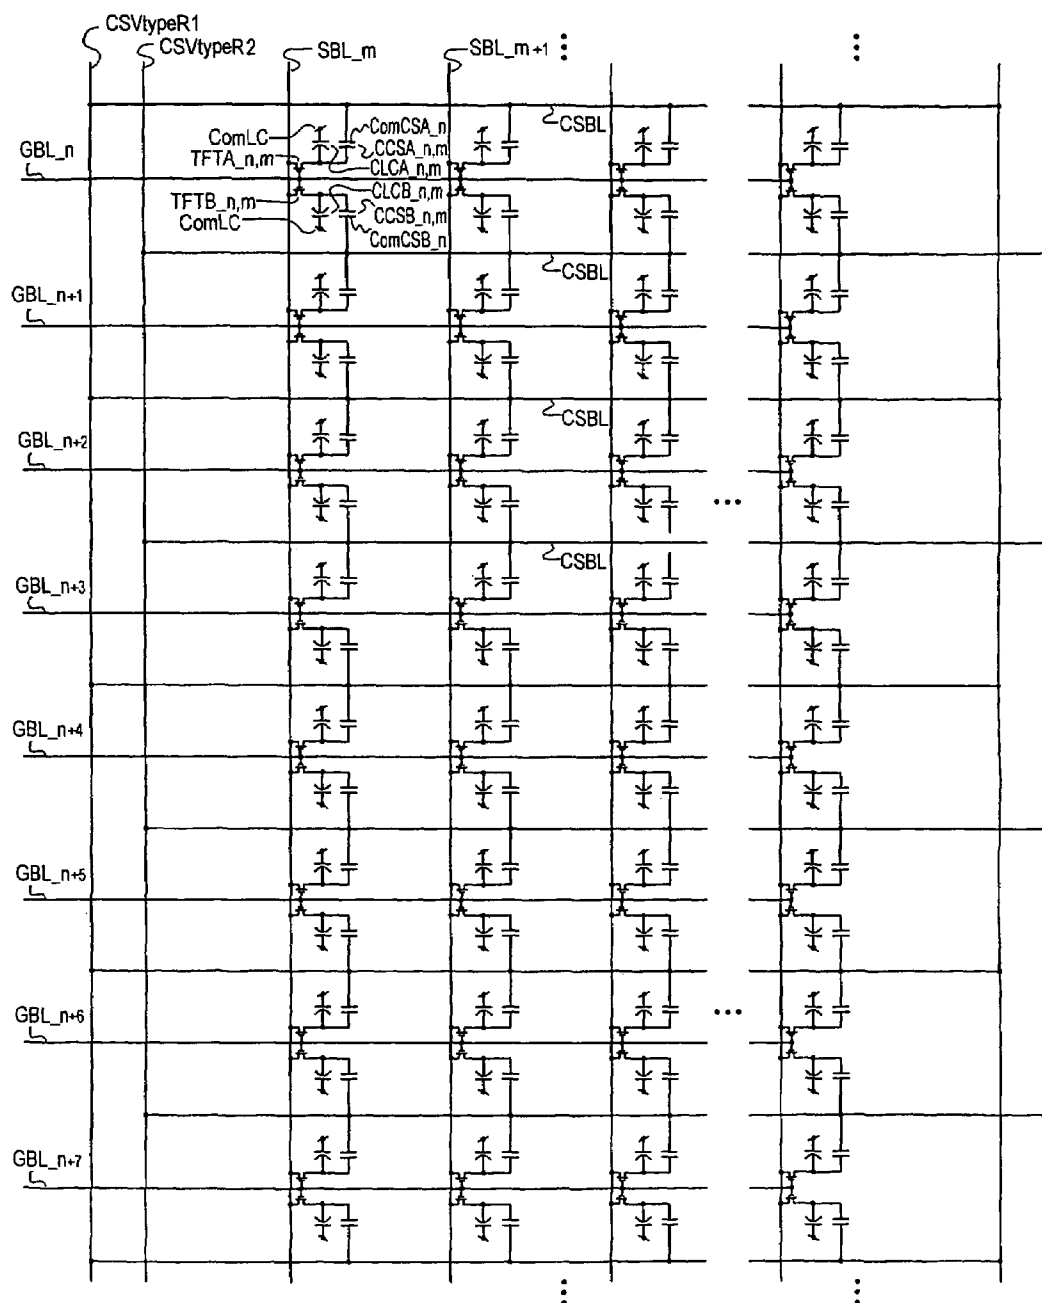 CSVtypeR1
CSVtypeR2
SBL_m
SBL_m+1
CSBL
ComLC
ComCSA_n
GBL_n
TFTA_n,m
CCSA_n,m
CLCA_n,m
CLCB_n,m
TFTB_n,m
CCSB_n,m
ComLC
ComCSB_n
CSBL
GBL_n+1
CSBL
GBL_n+2
CSBL
GBL_n+3
GBL_n+4
GBL_n+5
GBL_n+6
GBL_n+7